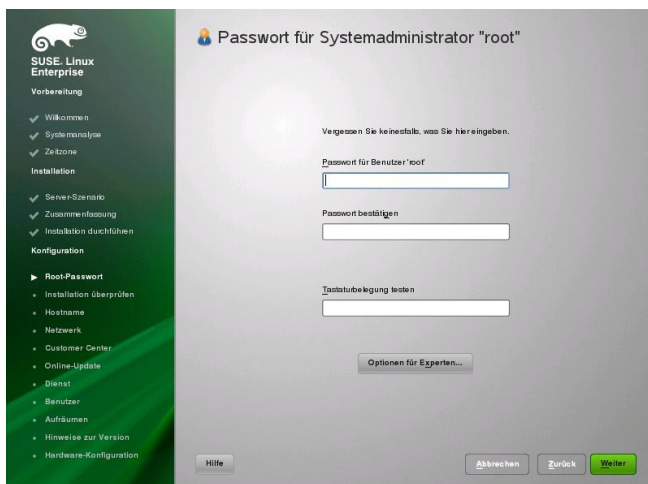 SUSE. Linux
Enterprise
Vorbereitung
Willkommen
Systemanalyse
Zeitzone
Installation
Server-Szenario
Zusammenfassung
Installation durchführen
Konfiguration
Root-Passwort
Installation überprüfen
Hostname
Netzwerk
Customer Center
Online-Update
Dienst
Benutzer
Aufräumen
Hinweise zur Version
Hardware-Konfiguration
Passwort für Systemadministrator "root"
Vergessen Sie keinesfalls, was Sie hier eingeben.
Passwort für Benutzer 'root'
Passwort bestätigen
Tastaturbelegung testen
Optionen für Experten...
Hilfe
Abbrechen
Zurück
Weiter